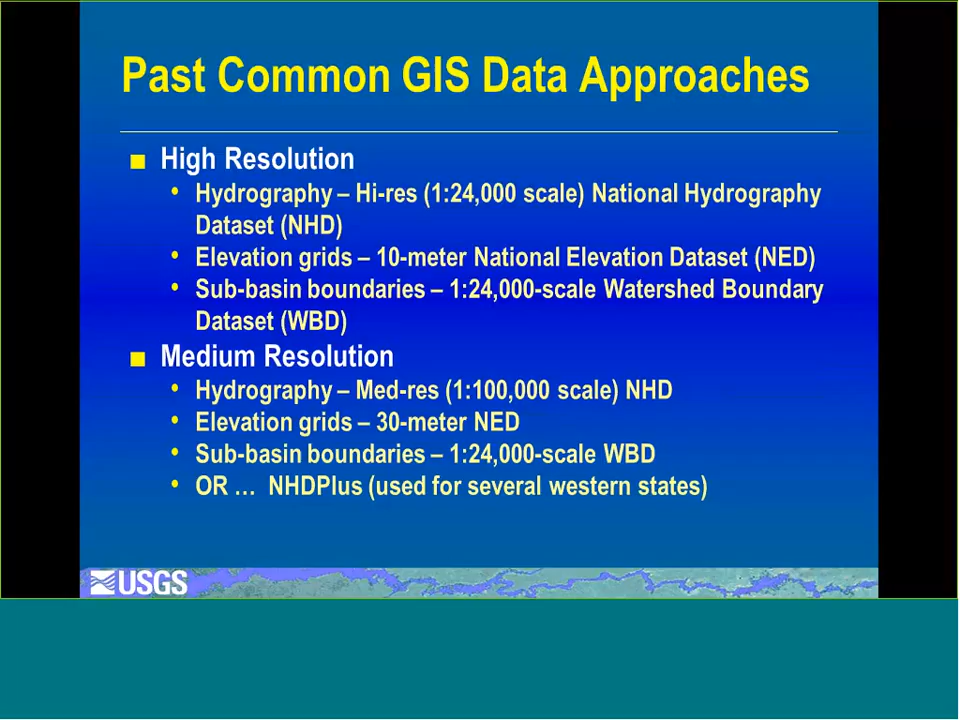 Past Common GIS Data Approaches
■ High Resolution
• Hydrography – Hi-res (1:24,000 scale) National Hydrography
Dataset (NHD)
• Elevation grids – 10-meter National Elevation Dataset (NED)
• Sub-basin boundaries – 1:24,000-scale Watershed Boundary
Dataset (WBD)
■ Medium Resolution
• Hydrography – Med-res (1:100,000 scale) NHD
• Elevation grids – 30-meter NED
• Sub-basin boundaries – 1:24,000-scale WBD
• OR … NHDPlus (used for several western states)
USGS